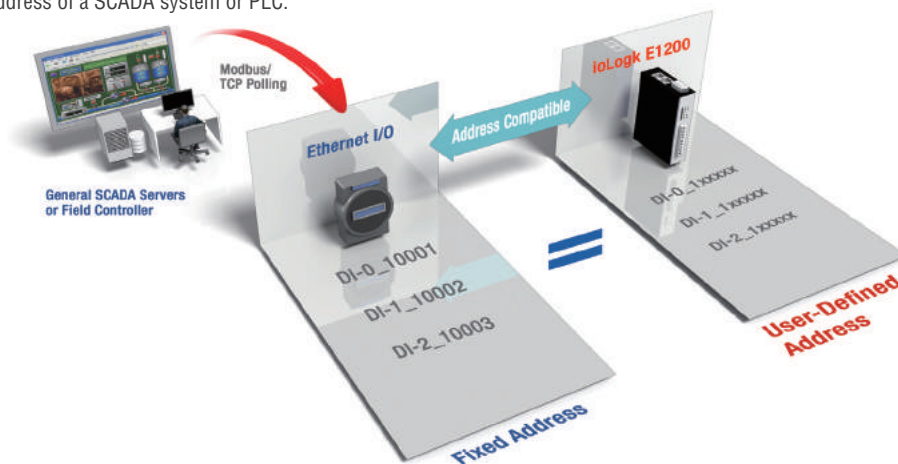 address of a SCADA system or PLC.
Modbus/
TCP Polling
General SCADA Servers
or Field Controller
Ethernet I/O
Address Compatible
ioLogik E1200
DI-0_10001
DI-1_10002
DI-2_10003
DI-0_1xxxxx
DI-1_1xxxxx
DI-2_1xxxxx
Fixed Address
User-Defined
Address